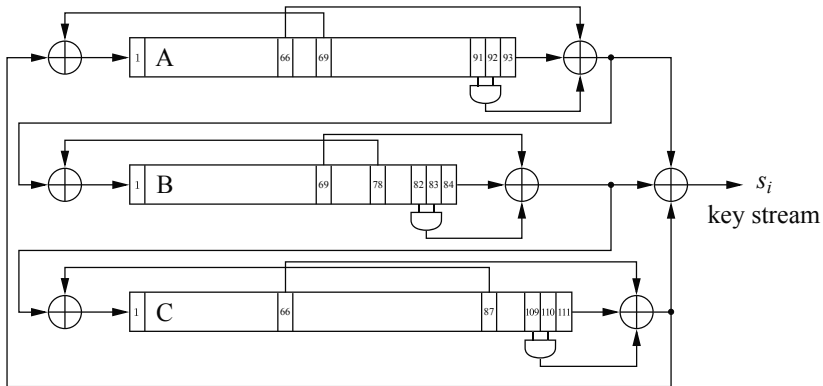 1 A 66 69 91 92 93
1 B 69 78 82 83 84
s_i
key stream
1 C 66 87 109 110 111